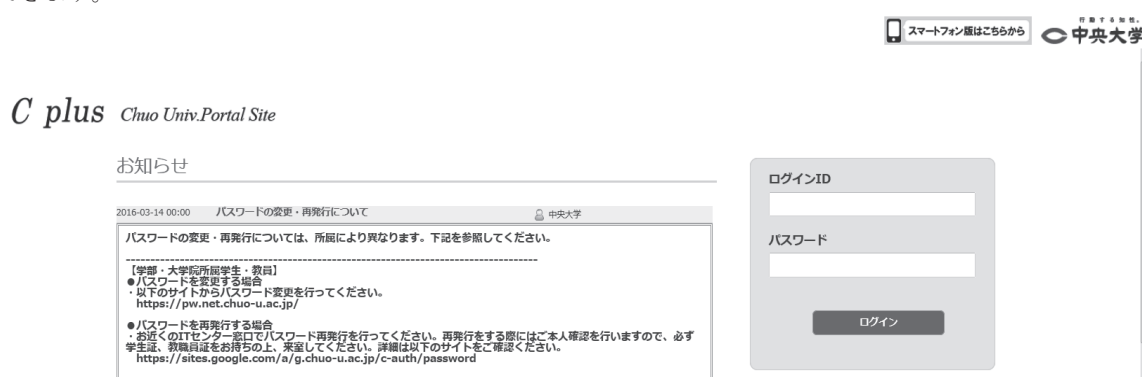 スマートフォン版はこちらから
行動する知性。
中央大学
C plus Chuo Univ.Portal Site
お知らせ
2016-03-14 00:00 パスワードの変更・再発行について 中央大学
パスワードの変更・再発行については、所属により異なります。下記を参照してください。
--------------------------------------------------------------------------------
【学部・大学院所属学生・教員】
●パスワードを変更する場合
・以下のサイトからパスワード変更を行ってください。
https://pw.net.chuo-u.ac.jp/
●パスワードを再発行する場合
・お近くのITセンター窓口でパスワード再発行を行ってください。再発行をする際にはご本人確認を行いますので、必ず
学生証、教職員証をお持ちの上、来室してください。詳細は以下のサイトをご確認ください。
https://sites.google.com/a/g.chuo-u.ac.jp/c-auth/password
ログインID
パスワード
ログイン